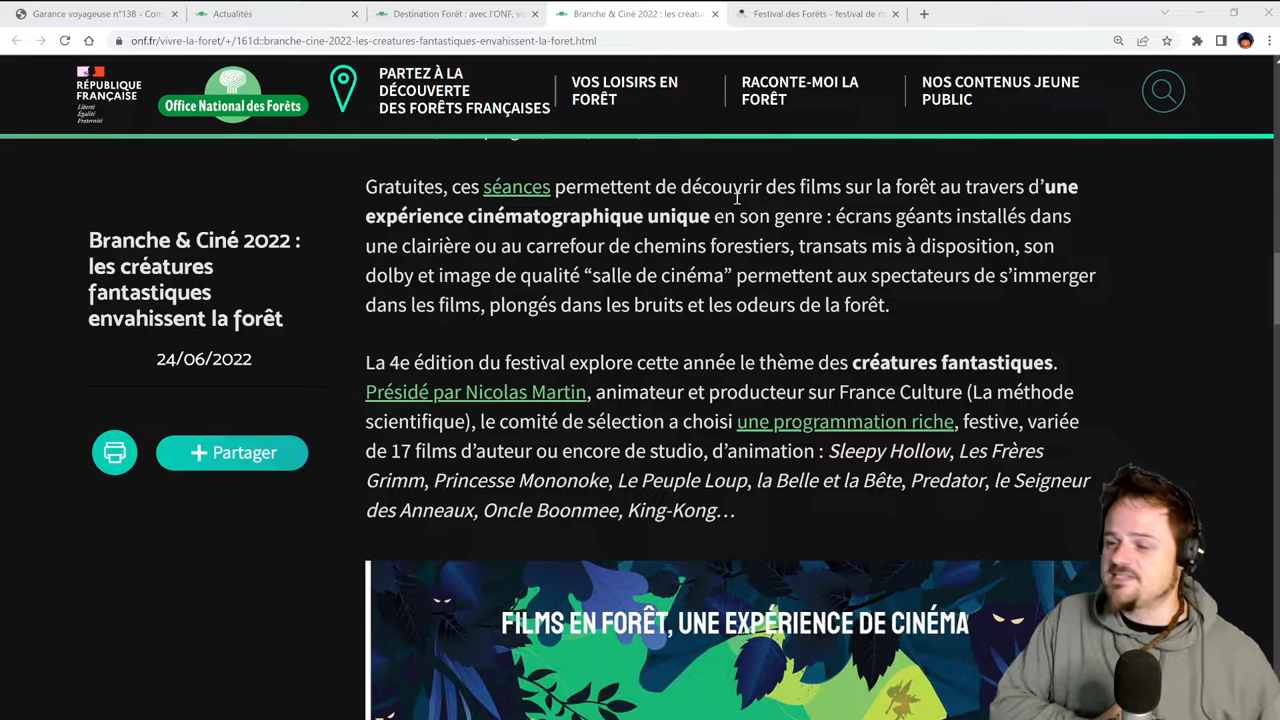 Garance voyageuse n°138 - Con
Actualités
Destination Forêt : avec l'ONF, v
Branche & Ciné 2022 : les créatu
Festival des Forêts - festival de n
onf.fr/vivre-la-foret/+/161d::branche-cine-2022-les-creatures-fantastiques-envahissent-la-foret.html
RÉPUBLIQUE
FRANÇAISE
Liberté
Égalité
Fraternité
Office National des Forêts
PARTEZ À LA
DÉCOUVERTE
DES FORÊTS FRANÇAISES
VOS LOISIRS EN
FORÊT
RACONTE-MOI LA
FORÊT
NOS CONTENUS JEUNE
PUBLIC
Branche & Ciné 2022 :
les créatures
fantastiques
envahissent la forêt
24/06/2022
Partager
Gratuites, ces séances permettent de découvrir des films sur la forêt au travers d'une
expérience cinématographique unique en son genre : écrans géants installés dans
une clairière ou au carrefour de chemins forestiers, transats mis à disposition, son
dolby et image de qualité “salle de cinéma” permettent aux spectateurs de s'immerger
dans les films, plongés dans les bruits et les odeurs de la forêt.
La 4e édition du festival explore cette année le thème des créatures fantastiques.
Présidé par Nicolas Martin, animateur et producteur sur France Culture (La méthode
scientifique), le comité de sélection a choisi une programmation riche, festive, variée
de 17 films d'auteur ou encore de studio, d'animation : Sleepy Hollow, Les Frères
Grimm, Princesse Mononoke, Le Peuple Loup, la Belle et la Bête, Predator, le Seigneur
des Anneaux, Oncle Boonmee, King-Kong…
FILMS EN FORÊT, UNE EXPÉRIENCE DE CINÉMA